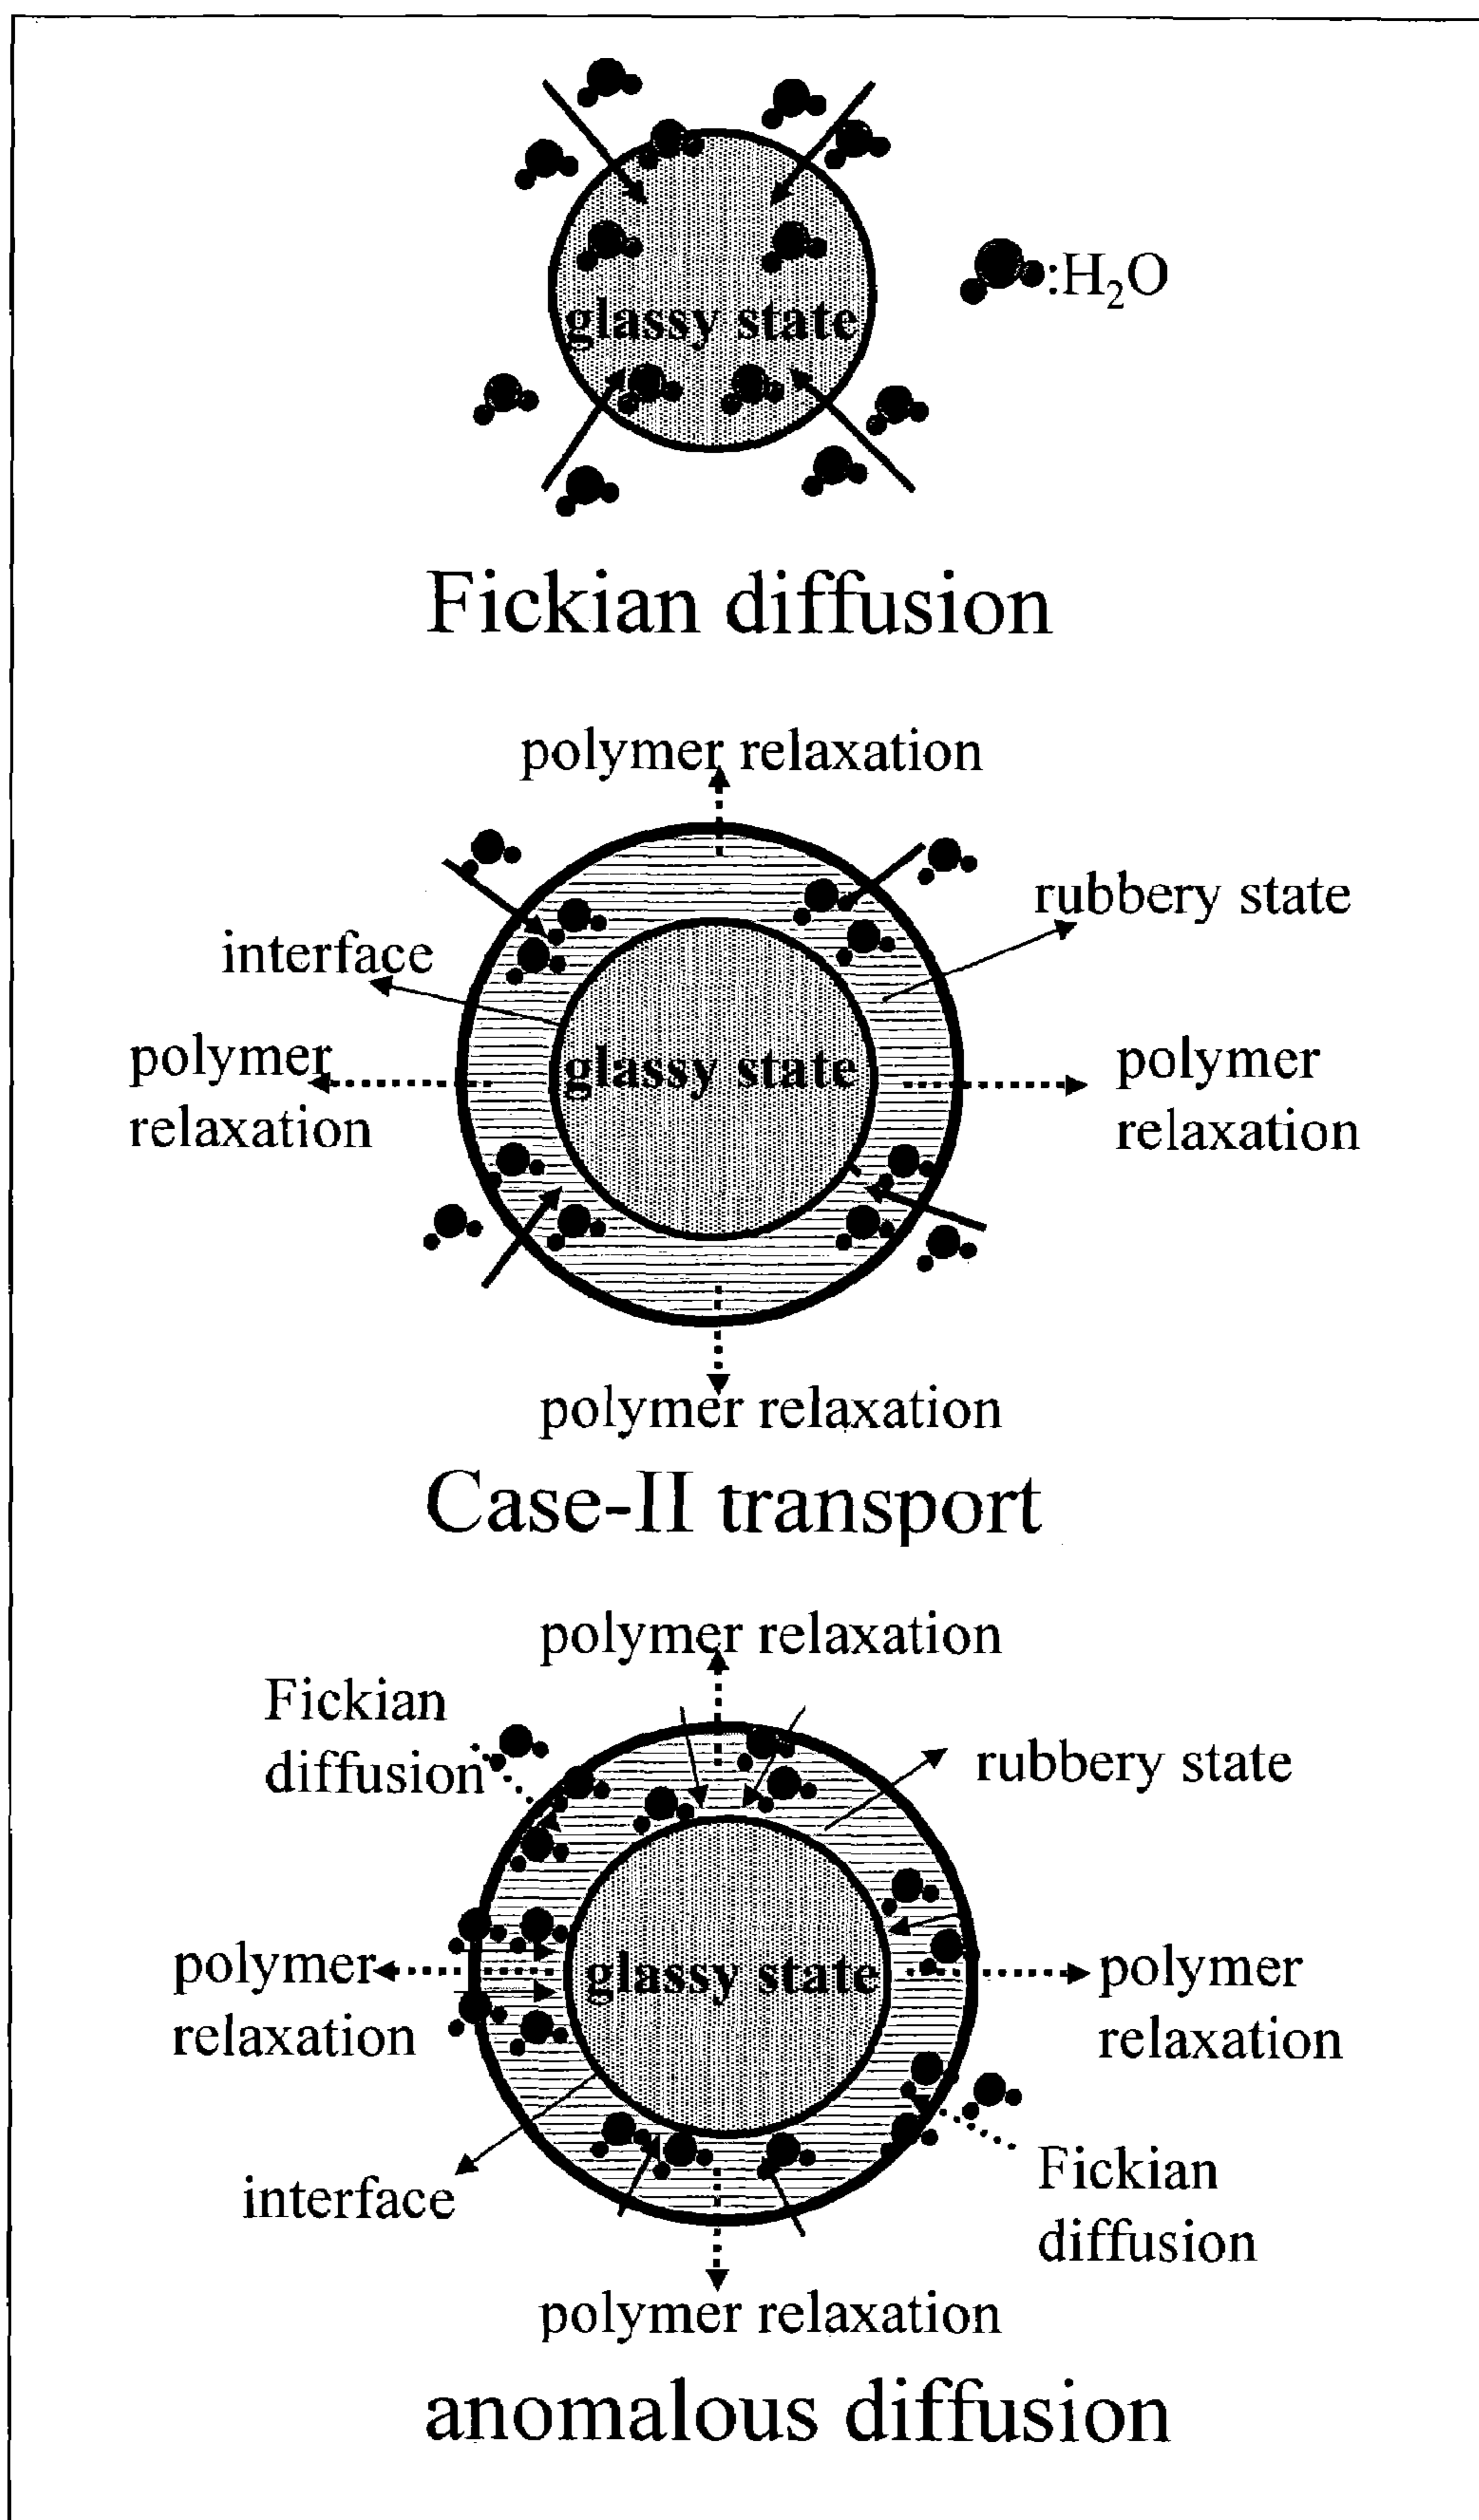 :H₂O
glassy state
Fickian diffusion
polymer relaxation
rubbery state
interface
polymer
relaxation
glassy state
polymer
relaxation
polymer relaxation
Case-II transport
polymer relaxation
Fickian
diffusion
rubbery state
polymer
relaxation
glassy state
polymer
relaxation
interface
Fickian
diffusion
polymer relaxation
anomalous diffusion